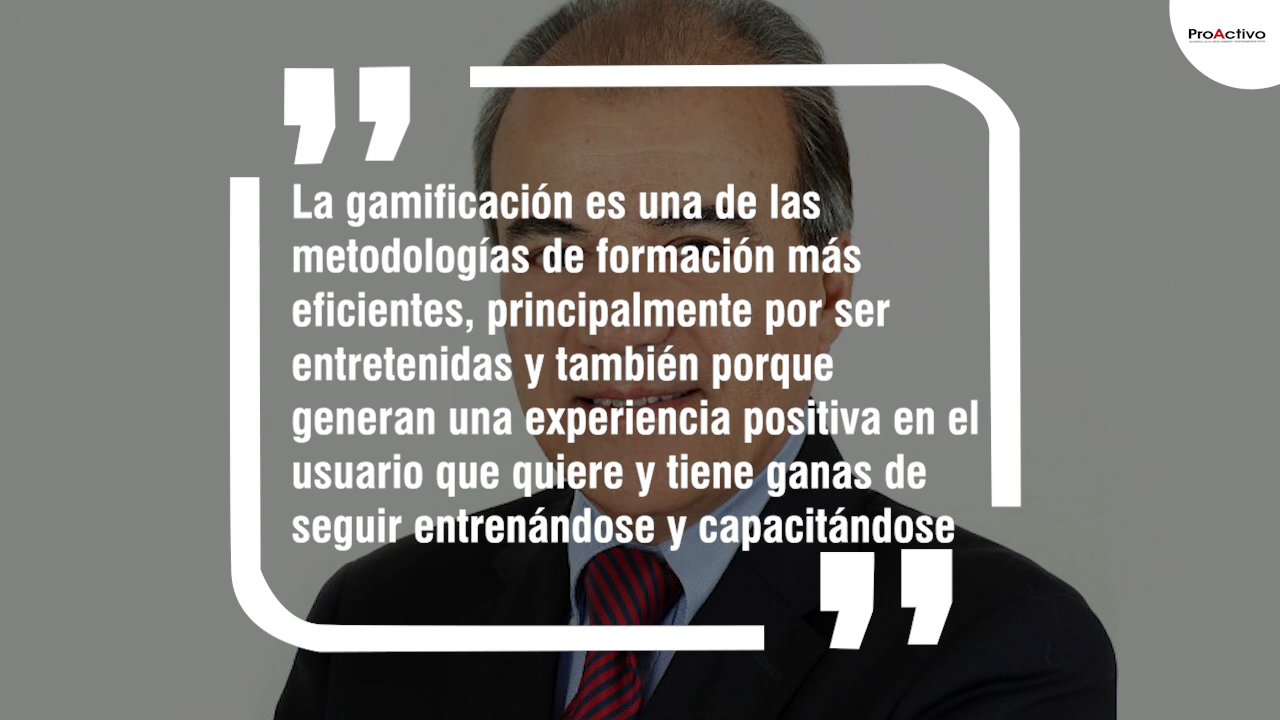 ProActivo
La gamificación es una de las
metodologías de formación más
eficientes, principalmente por ser
entretenidas y también porque
generan una experiencia positiva en el
usuario que quiere y tiene ganas de
seguir entrenándose y capacitándose